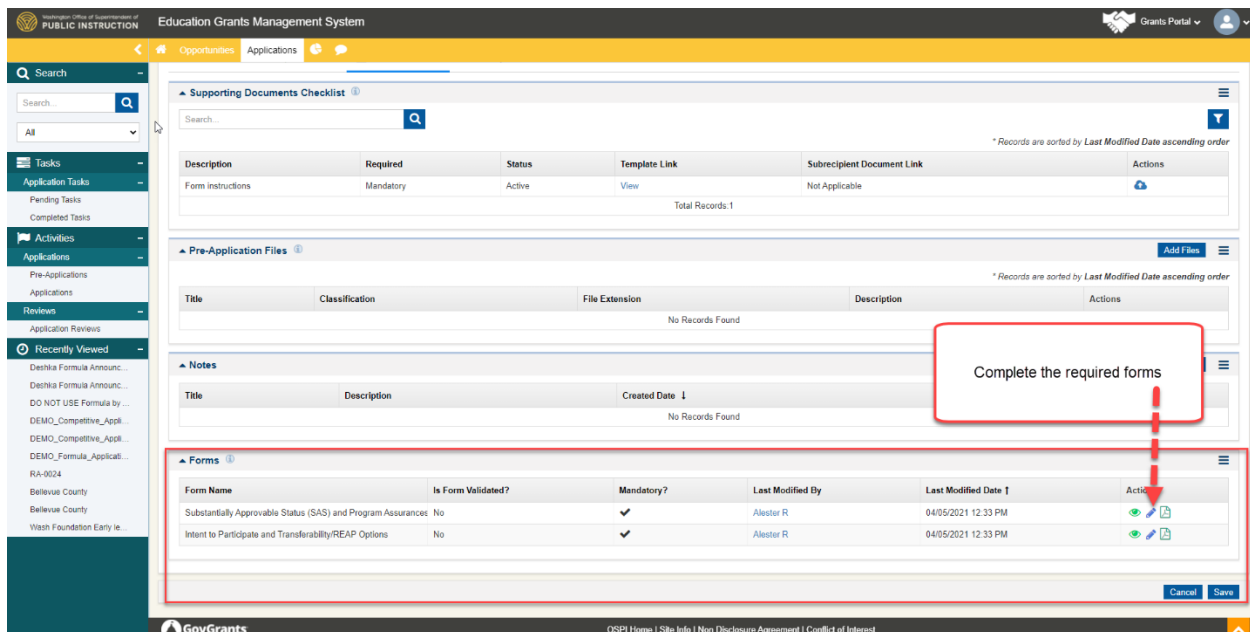 Washington Office of Superintendent of
PUBLIC INSTRUCTION
Education Grants Management System
Grants Portal
Opportunities
Applications
Search
Search...
All
Tasks
Application Tasks
Pending Tasks
Completed Tasks
Activities
Applications
Pre-Applications
Applications
Reviews
Application Reviews
Recently Viewed
Deshka Formula Announc...
Deshka Formula Announc...
DO NOT USE Formula by ...
DEMO_Competitive_Appli...
DEMO_Competitive_Appli...
DEMO_Formula_Applicati...
RA-0024
Bellevue County
Bellevue County
Wash Foundation Early le...
Supporting Documents Checklist
Search...
* Records are sorted by Last Modified Date ascending order
Description Required Status Template Link Subrecipient Document Link Actions
Form instructions Mandatory Active View Not Applicable
Total Records:1
Pre-Application Files
Add Files
* Records are sorted by Last Modified Date ascending order
Title Classification File Extension Description Actions
No Records Found
Notes
Title Description Created Date
No Records Found
Complete the required forms
Forms
Form Name Is Form Validated? Mandatory? Last Modified By Last Modified Date Actio
Substantially Approvable Status (SAS) and Program Assurances No Alester R 04/05/2021 12:33 PM
Intent to Participate and Transferability/REAP Options No Alester R 04/05/2021 12:33 PM
Cancel Save
GovGrants
OSPI Home | Site Info | Non Disclosure Agreement | Conflict of Interest